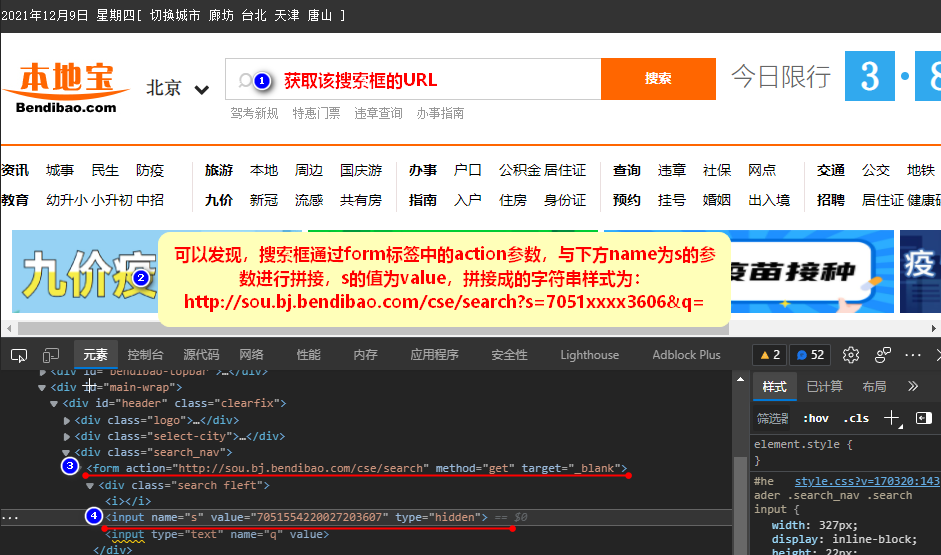 2021年12月9日 星期四[ 切换城市 廊坊 台北 天津 唐山 ]
本地宝
Bendibao.com
北京
1 获取该搜索框的URL
搜索
今日限行 3 · 8
驾考新规 特惠门票 违章查询 办事指南
资讯 城事 民生 防疫 旅游 本地 周边 国庆游 办事 户口 公积金 居住证 查询 违章 社保 网点 交通 公交 地铁
教育 幼升小 小升初 中招 九价 新冠 流感 共有房 指南 入户 住房 身份证 预约 挂号 婚姻 出入境 招聘 居住证 健康码
九价HPV 2
可以发现，搜索框通过form标签中的action参数，与下方name为s的参
数进行拼接，s的值为value，拼接成的字符串样式为：
http://sou.bj.bendibao.com/cse/search?s=7051xxxx3606&q=
疫苗接种
疫
元素 控制台 源代码 网络 性能 内存 应用程序 安全性 Lighthouse Adblock Plus 2 52
<div id="bendibao-topbar">…</div>
<div id="main-wrap">
<div id="header" class="clearfix">
<div class="logo">…</div>
<div class="select-city">…</div>
<div class="search_nav">
3 <form action="http://sou.bj.bendibao.com/cse/search" method="get" target="_blank">
<div class="search fleft">
<i></i>
4 <input name="s" value="7051554220027203607" type="hidden"> == $0
<input type="text" name="q" value>
</div>
样式 已计算 布局
筛选器 :hov .cls
element.style {
}
#he style.css?v=170320:143
ader .search_nav .search
input {
width: 327px;
display: inline-block;
height: 22px;